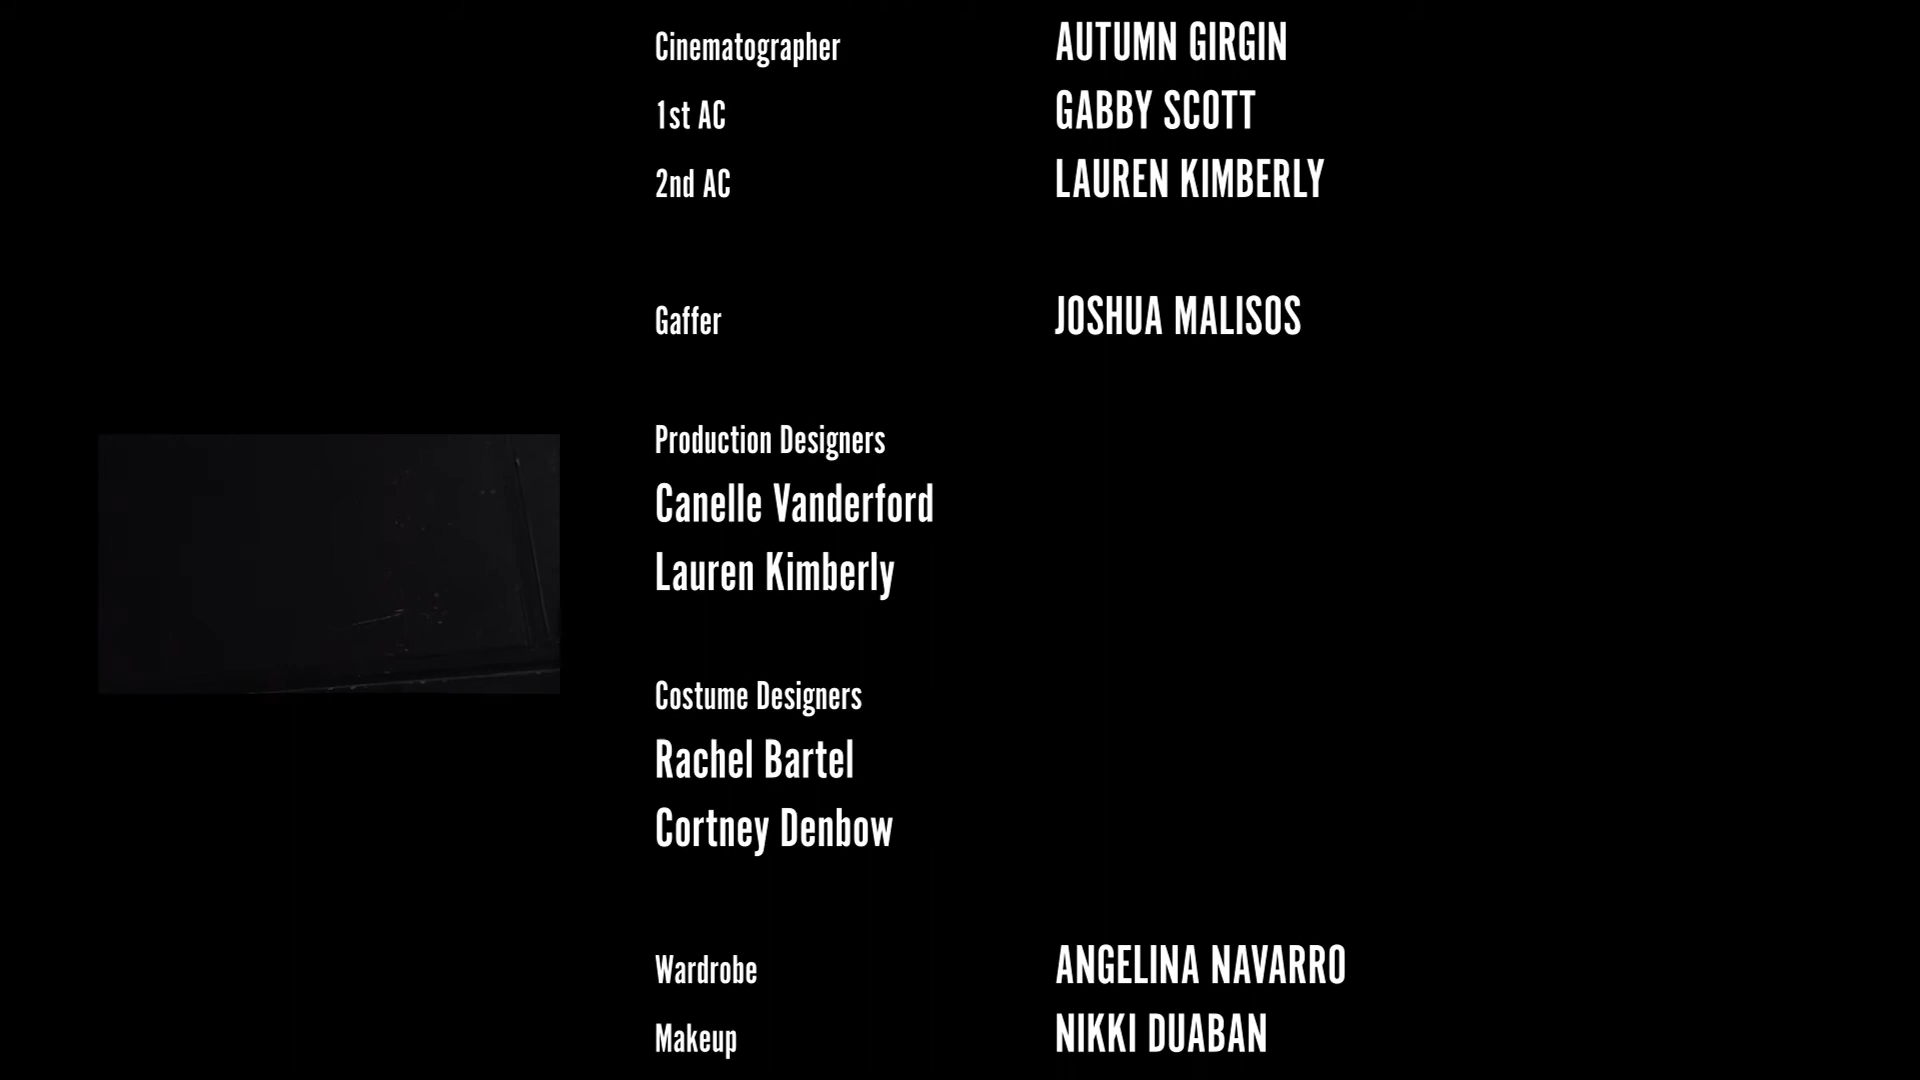 Cinematographer AUTUMN GIRGIN
1st AC GABBY SCOTT
2nd AC LAUREN KIMBERLY
Gaffer JOSHUA MALISOS
Production Designers
Canelle Vanderford
Lauren Kimberly
Costume Designers
Rachel Bartel
Cortney Denbow
Wardrobe ANGELINA NAVARRO
Makeup NIKKI DUABAN